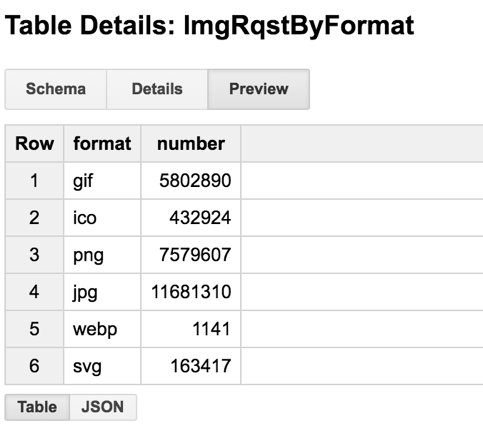 Table Details: ImgRqstByFormat
Schema Details Preview
Row format number
1 gif 5802890
2 ico 432924
3 png 7579607
4 jpg 11681310
5 webp 1141
6 svg 163417
Table JSON